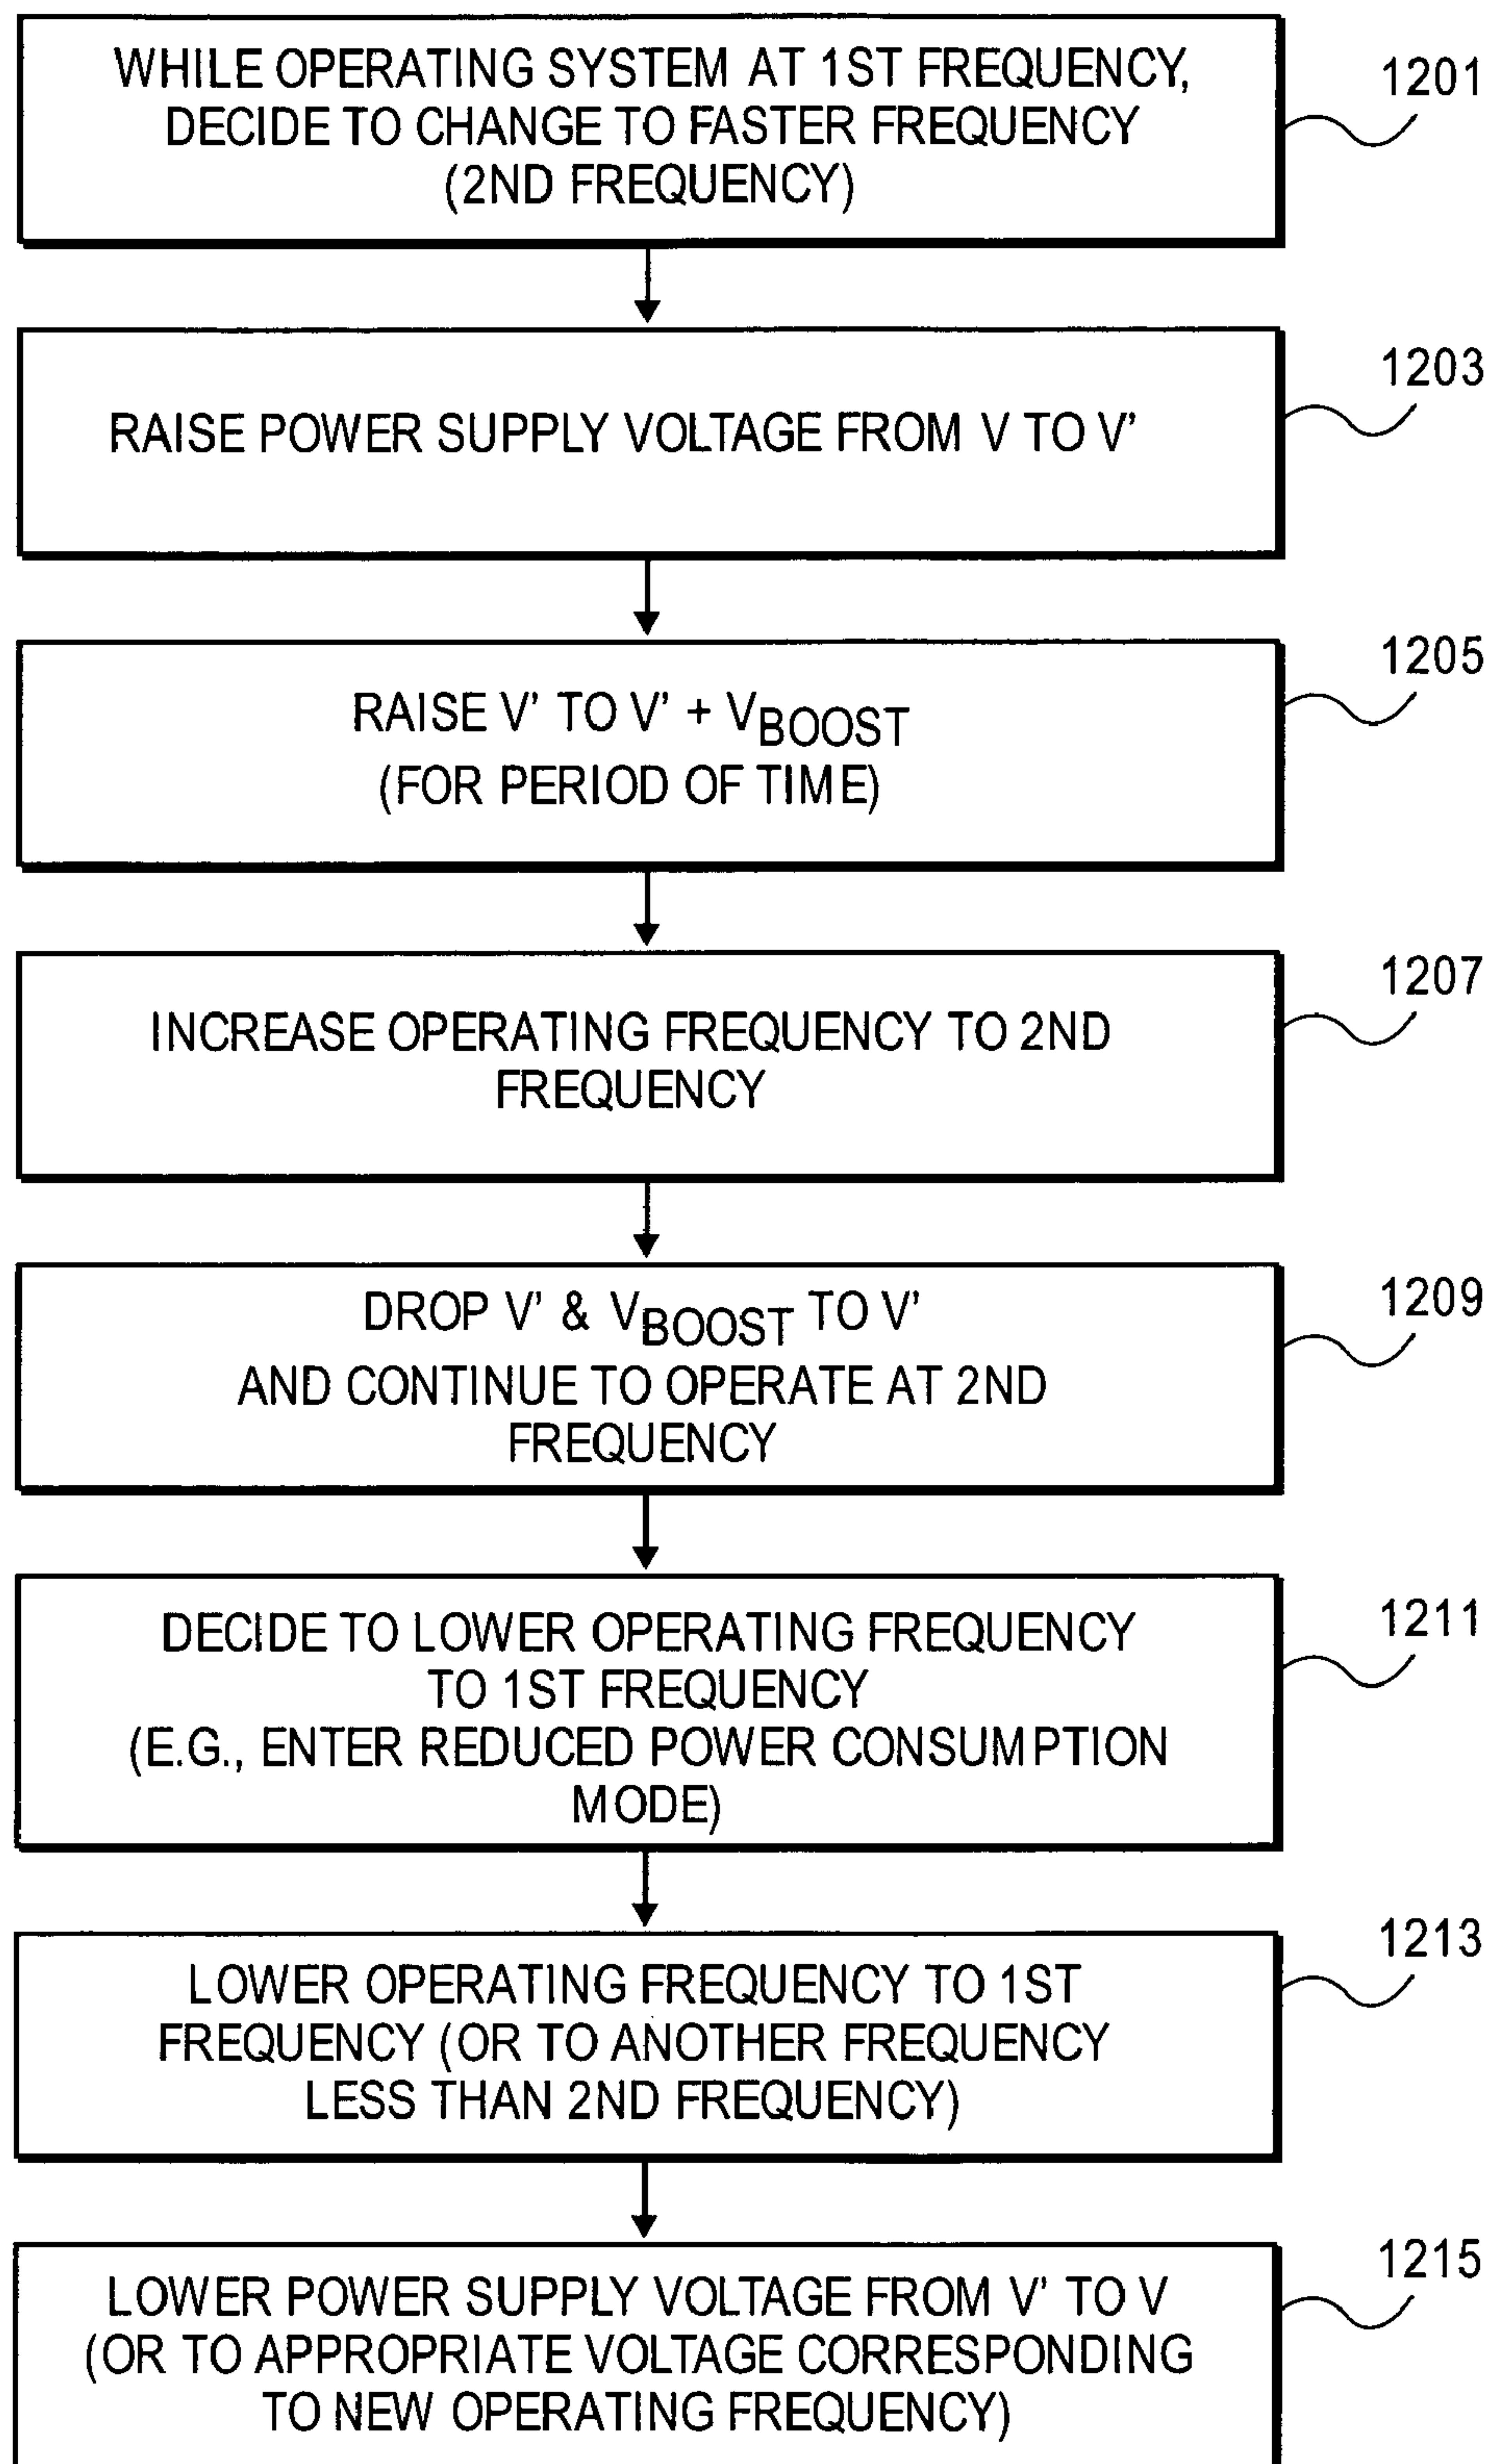 WHILE OPERATING SYSTEM AT 1ST FREQUENCY,
DECIDE TO CHANGE TO FASTER FREQUENCY
(2ND FREQUENCY)
1201
RAISE POWER SUPPLY VOLTAGE FROM V TO V'
1203
RAISE V' TO V' + VBOOST
(FOR PERIOD OF TIME)
1205
INCREASE OPERATING FREQUENCY TO 2ND
FREQUENCY
1207
DROP V' & VBOOST TO V'
AND CONTINUE TO OPERATE AT 2ND
FREQUENCY
1209
DECIDE TO LOWER OPERATING FREQUENCY
TO 1ST FREQUENCY
(E.G., ENTER REDUCED POWER CONSUMPTION
MODE)
1211
LOWER OPERATING FREQUENCY TO 1ST
FREQUENCY (OR TO ANOTHER FREQUENCY
LESS THAN 2ND FREQUENCY)
1213
LOWER POWER SUPPLY VOLTAGE FROM V' TO V
(OR TO APPROPRIATE VOLTAGE CORRESPONDING
TO NEW OPERATING FREQUENCY)
1215